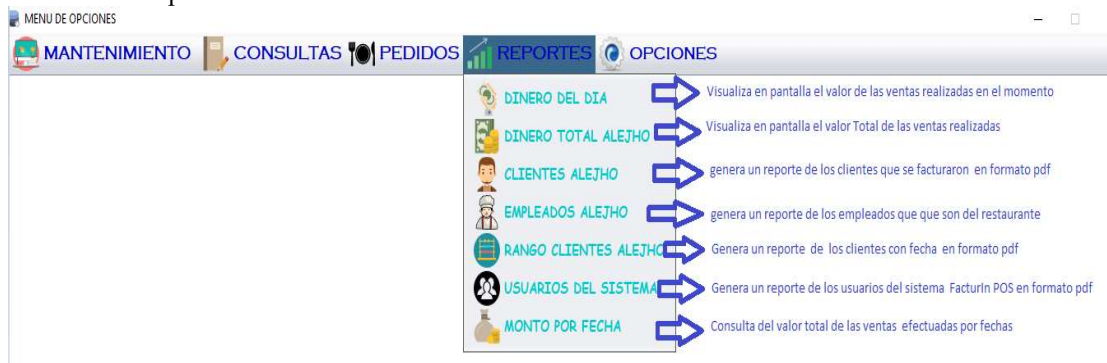 MENU DE OPCIONES
MANTENIMIENTO CONSULTAS PEDIDOS REPORTES OPCIONES
DINERO DEL DIA Visualiza en pantalla el valor de las ventas realizadas en el momento
DINERO TOTAL ALEJHO Visualiza en pantalla el valor Total de las ventas realizadas
CLIENTES ALEJHO genera un reporte de los clientes que se facturaron en formato pdf
EMPLEADOS ALEJHO genera un reporte de los empleados que que son del restaurante
RANGO CLIENTES ALEJHO Genera un reporte de los clientes con fecha en formato pdf
USUARIOS DEL SISTEMA Genera un reporte de los usuarios del sistema FacturIn POS en formato pdf
MONTO POR FECHA Consulta del valor total de las ventas efectuadas por fechas